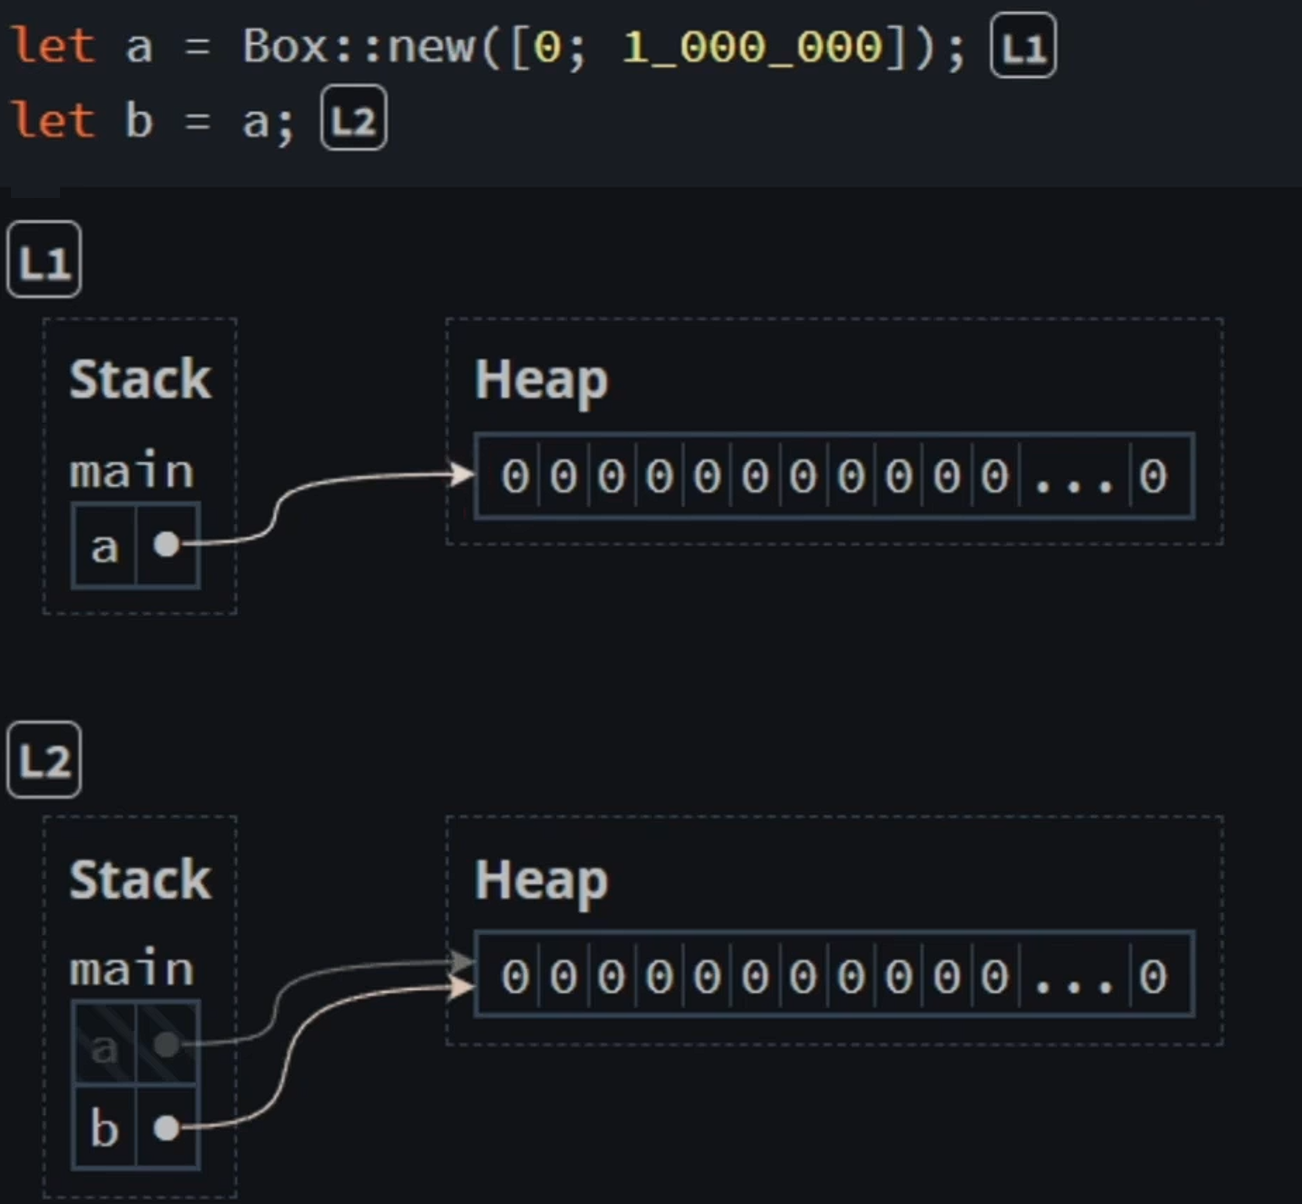 let a = Box::new([0; 1_000_000]); L1
let b = a; L2
L1
Stack
Heap
main
a
0 0 0 0 0 0 0 0 0 0 0 ... 0
L2
Stack
Heap
main
a
b
0 0 0 0 0 0 0 0 0 0 0 ... 0